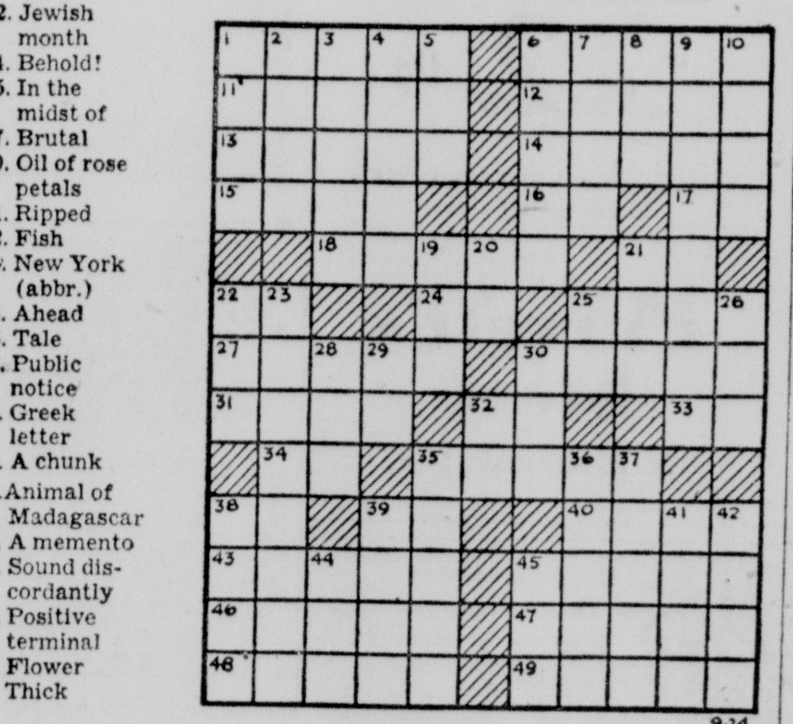 2. Jewish
month
. Behold!
. In the
midst of
. Brutal
. Oil of rose
petals
. Ripped
. Fish
. New York
(abbr.)
. Ahead
. Tale
. Public
notice
. Greek
letter
. A chunk
. Animal of
Madagascar
. A memento
Sound dis-
cordantly
Positive
terminal
Flower
Thick
1 2 3 4 5 6 7 8 9 10
11 12
13 14
15 16 17
18 19 20 21
22 23 24 25 26
27 28 29 30
31 32 33
34 35 36 37
38 39 40 41 42
43 44 45
46 47
48 49
9-24